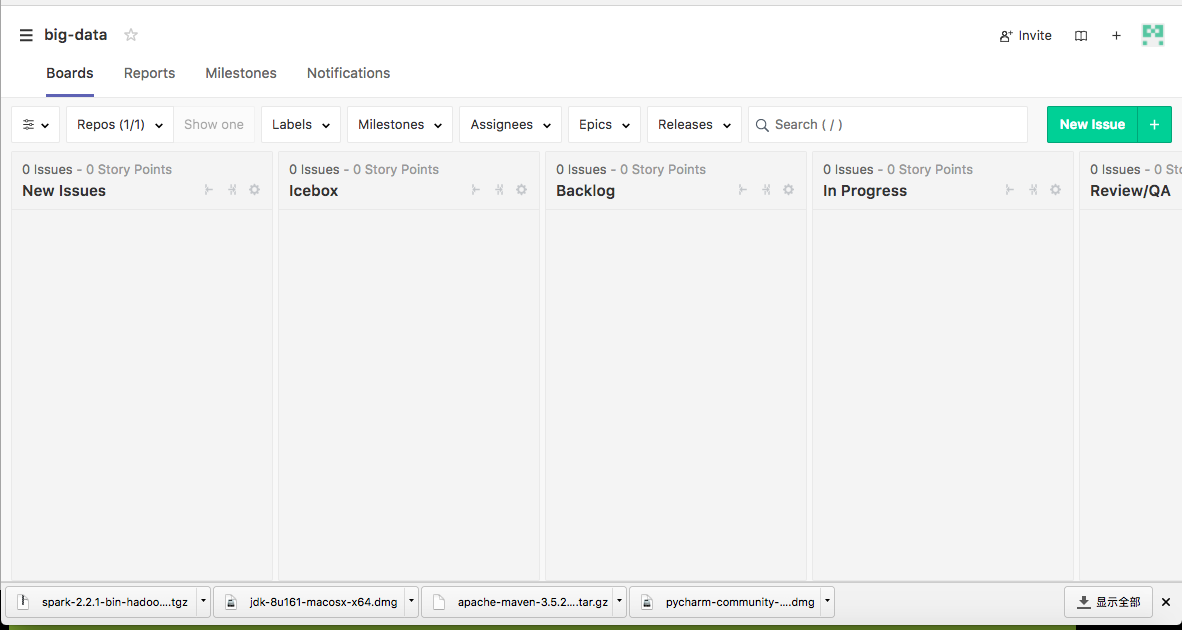 big-data
Invite
Boards Reports Milestones Notifications
Repos (1/1) Show one Labels Milestones Assignees Epics Releases Search ( / ) New Issue +
0 Issues - 0 Story Points
New Issues
0 Issues - 0 Story Points
Icebox
0 Issues - 0 Story Points
Backlog
0 Issues - 0 Story Points
In Progress
0 Issues - 0 Sto
Review/QA
spark-2.2.1-bin-hadoo....tgz jdk-8u161-macosx-x64.dmg apache-maven-3.5.2....tar.gz pycharm-community-....dmg 显示全部